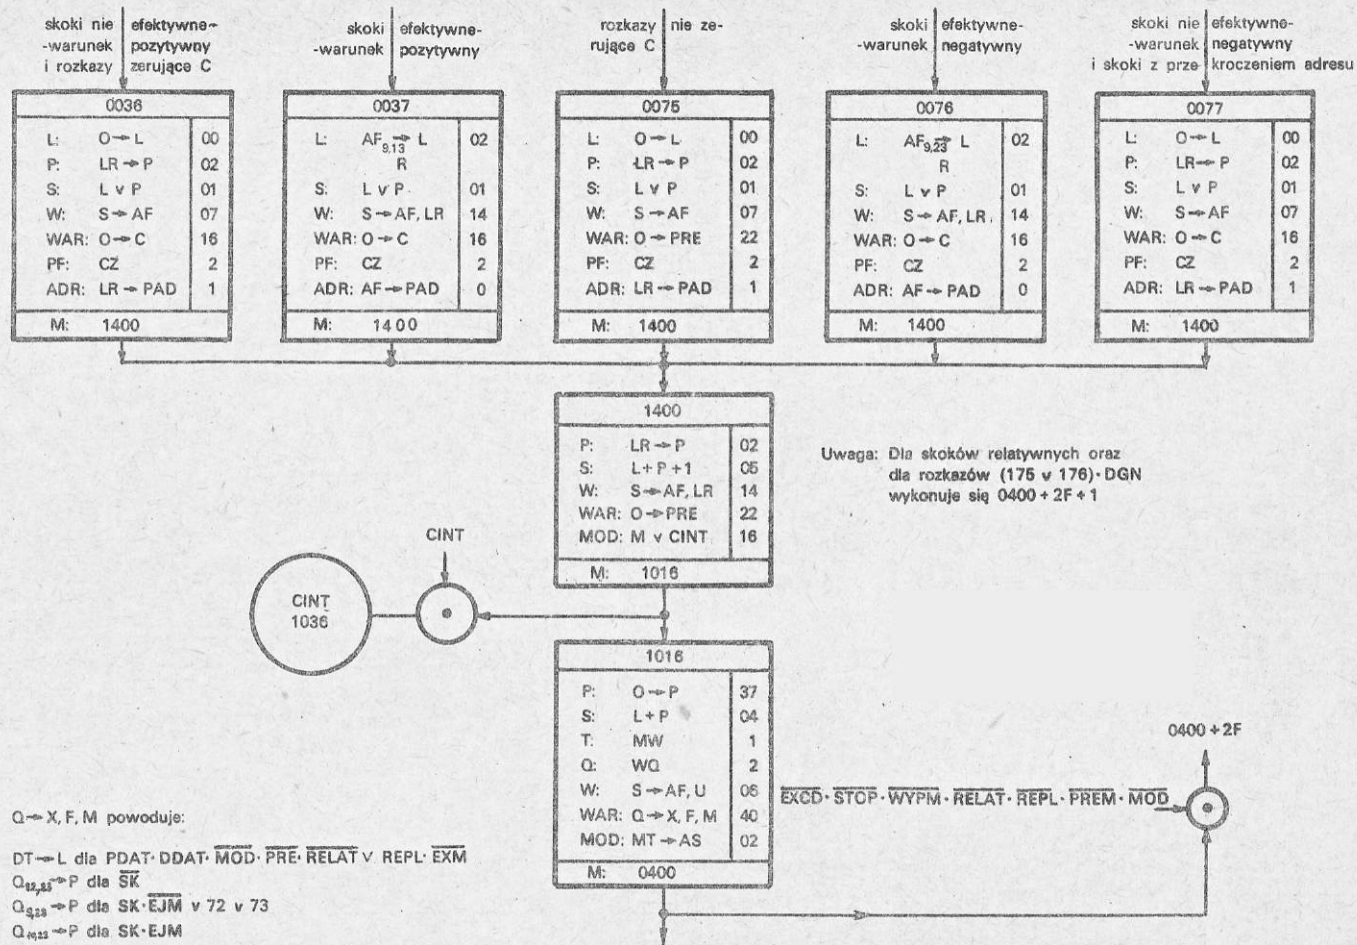 skoki nie efektywne-
-warunek pozytywny
i rozkazy zerujące C
skoki efektywne-
-warunek pozytywny
rozkazy nie ze-
rujące C
skoki efektywne-
-warunek negatywny
skoki nie efektywne-
-warunek negatywny
i skoki z prze kroczeniem adresu
0036
L: O→L 00
P: LR→P 02
S: L v P 01
W: S→AF 07
WAR: O→C 16
PF: CZ 2
ADR: LR→PAD 1
M: 1400
0037
L: AF9,13→L 02
R
S: L v P 01
W: S→AF, LR 14
WAR: O→C 16
PF: CZ 2
ADR: AF→PAD 0
M: 1400
0075
L: O→L 00
P: LR→P 02
S: L v P 01
W: S→AF 07
WAR: O→PRE 22
PF: CZ 2
ADR: LR→PAD 1
M: 1400
0076
L: AF9,23→L 02
R
S: L v P 01
W: S→AF, LR 14
WAR: O→C 16
PF: CZ 2
ADR: AF→PAD 0
M: 1400
0077
L: O→L 00
P: LR→P 02
S: L v P 01
W: S→AF 07
WAR: O→C 16
PF: CZ 2
ADR: LR→PAD 1
M: 1400
1400
P: LR→P 02
S: L+P+1 05
W: S→AF, LR 14
WAR: O→PRE 22
MOD: M v CINT 16
M: 1016
Uwaga: Dla skoków relatywnych oraz
dla rozkazów (175 v 176)·DGN
wykonuje się 0400 + 2F + 1
CINT
CINT
1036
1016
P: O→P 37
S: L+P 04
T: MW 1
Q: WQ 2
W: S→AF, U 06
WAR: Q→X, F, M 40
MOD: MT→AS 02
M: 0400
0400 + 2F
EXCD·STOP·WYPM·RELAT·REPL·PREM·MOD
Q→X, F, M powoduje:
DT→L dla PDAT·DDAT·MOD·PRE·RELAT v REPL·EXM
→P dla SK
→P dla SK·EJM v 72 v 73
→P dla SK·EJM